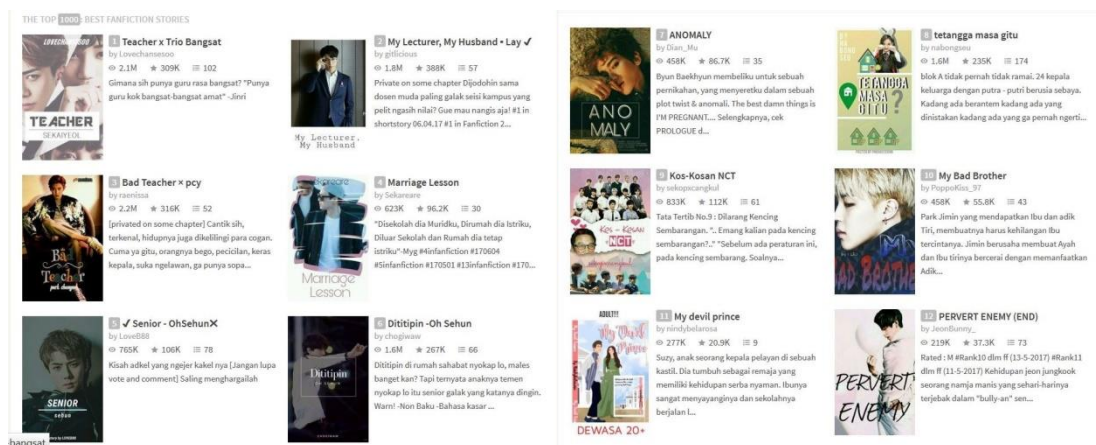 THE TOP 1000 BEST FANFICTION STORIES
LOVECHANSEOO
TEACHER
SEKAIYEOL
1 Teacher x Trio Bangsat
by Lovechansesoo
2,1M 309K 102
Gimana sih punya guru rasa bangsat? "Punya
guru kok bangsat-bangsat amat" -Jinri
My Lecturer,
My Husband
2 My Lecturer, My Husband • Lay ✓
by gitlicious
1.8M 388K 57
Private on some chapter Dijodohin sama
dosen muda paling galak seisi kampus yang
pelit ngasih nilai? Gue mau nangis aja! #1 in
shortstory 06.04.17 #1 in Fanfiction 2...
Bad
Teacher
park chanyeol
3 Bad Teacher × pcy
by raenissa
2.2M 316K 52
[privated on some chapter] Cantik sih,
terkenal, hidupnya juga dikelilingi para cogan.
Cuma ya gitu, orangnya bego, pecicilan, keras
kepala, suka ngelawan, ga punya sopa...
Sekareare
Marriage
Lesson
4 Marriage Lesson
by Sekareare
623K 96.2K 30
"Disekolah dia Muridku, Dirumah dia Istriku,
Diluar Sekolah dan Rumah dia tetap
istriku"-Myg #4infanfiction #170604
#5infanfiction #170501 #13infanfiction #170...
SENIOR
sehun
5 ✓ Senior - OhSehun✕
by LoveB88
765K 106K 78
Kisah adkel yang ngejer kakel nya [Jangan lupa
vote and comment] Saling menghargailah
Dititipin
CHOGIWAW
6 Dititipin -Oh Sehun
by chogiwaw
1.6M 267K 66
Dititipin di rumah sahabat nyokap lo, males
banget kan? Tapi ternyata anaknya temen
nyokap lo itu senior galak yang katanya dingin.
Warn! -Non Baku -Bahasa kasar ...
bangsat
ANO
MALY
7 ANOMALY
by Dian_Mu
458K 86.7K 35
Byun Baekhyun membeliku untuk sebuah
pernikahan, yang menyeretku dalam sebuah
plot twist & anomali. The best damn things is
I'M PREGNANT.... Selengkapnya, cek
PROLOGUE d...
TETANGGA
MASA
GITU ?
8 tetangga masa gitu
by nabongseu
1.6M 235K 174
blok A tidak pernah tidak ramai. 24 kepala
keluarga dengan putra - putri berusia sebaya.
Kadang ada berantem kadang ada yang
dinistakan kadang ada yang ga pernah ngerti...
KOS - KOSAN
NCT
9 Kos-Kosan NCT
by sekopscangkul
833K 112K 61
Tata Tertib No.9 : Dilarang Kencing
Sembarangan. ".. Emang kalian pada kencing
sembarangan?.." "Sebelum ada peraturan ini,
pada kencing sembarang. Soalnya...
My
BAD BROTHER
10 My Bad Brother
by PoppoKiss_97
458K 55.8K 43
Park Jimin yang mendapatkan Ibu dan adik
Tiri, membuatnya harus kehilangan Ibu
tercintanya. Jimin berusaha membuat Ayah
dan Ibu tirinya bercerai dengan memanfaatkan
Adik...
ADULT!!!
My Devil
Prince
DEWASA 20+
11 My devil prince
by nindybelarosa
277K 20.9K 9
Suzy, anak seorang kepala pelayan di sebuah
kastil. Dia tumbuh sebagai remaja yang
memiliki kehidupan serba nyaman. Ibunya
sangat menyayanginya dan sekolahnya
berjalan l...
PERVERT
ENEMY
12 PERVERT ENEMY (END)
by JeonBunny_
219K 37.3K 73
Rated : M #Rank10 dlm ff (13-5-2017) #Rank11
dlm ff (11-5-2017) Kehidupan jeon jungkook
seorang namja manis yang sehari-harinya
terjebak dalam "bully-an" sen...